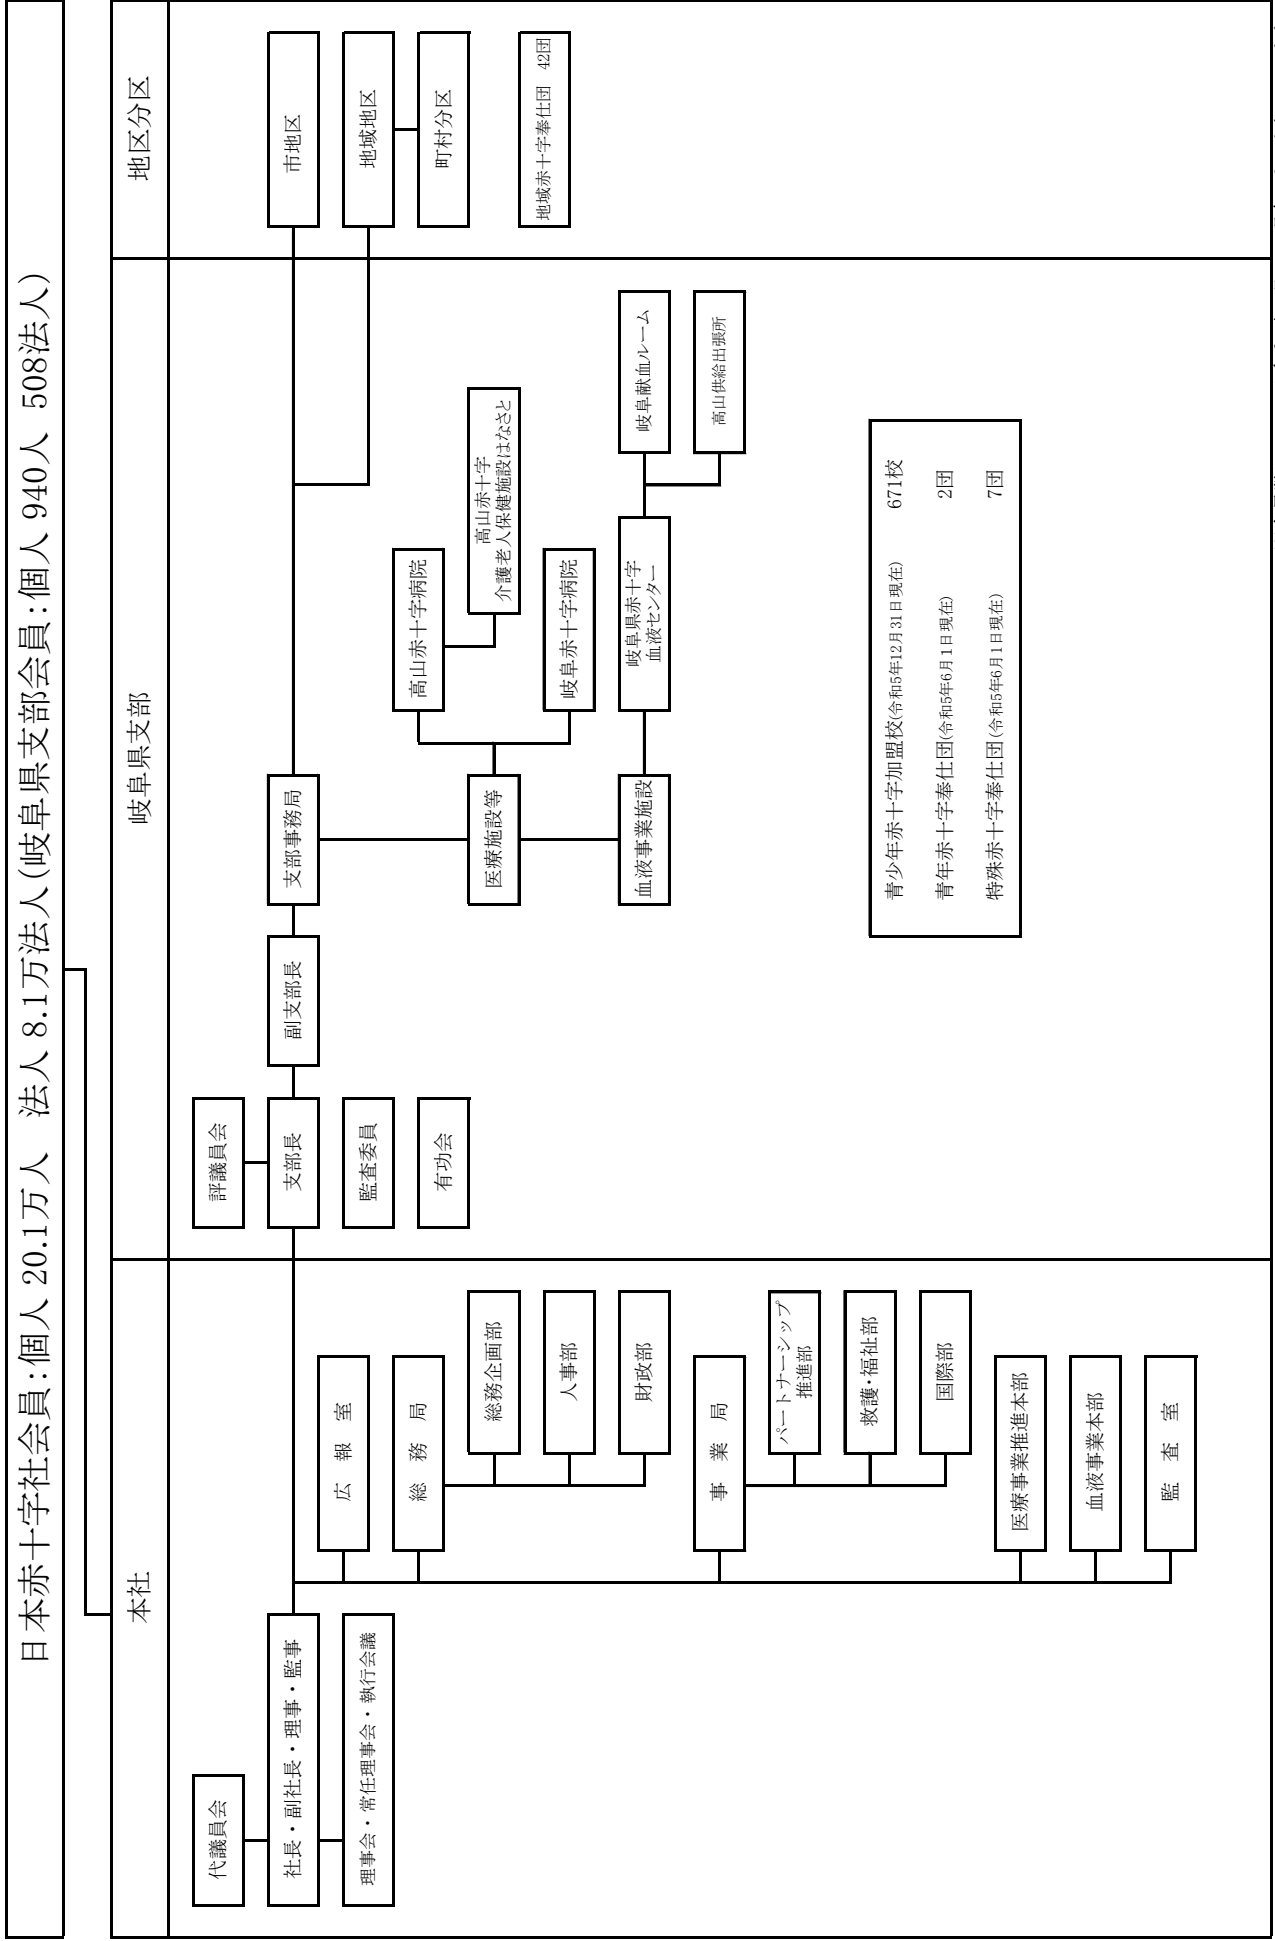 日本赤十字社会員：個人 20.1万人　法人 8.1万法人（岐阜県支部会員：個人 940人 508法人）
本社
代議員会
社長・副社長・理事・監事
理事会・常任理事会・執行会議
広　報　室
総　務　局
総務企画部
人事部
財政部
事　業　局
パートナーシップ
推進部
救護・福祉部
国際部
医療事業推進本部
血液事業本部
監　査　室
岐阜県支部
評議員会
支部長
監査委員
有功会
副支部長
支部事務局
医療施設等
高山赤十字病院
高山赤十字
介護老人保健施設はなさと
岐阜赤十字病院
血液事業施設
岐阜県赤十字
血液センター
岐阜献血ルーム
高山供給出張所
青少年赤十字加盟校(令和5年12月31日現在)　671校
青年赤十字奉仕団(令和5年6月1日現在)　2団
特殊赤十字奉仕団(令和5年6月1日現在)　7団
地区分区
市地区
地域地区
町村分区
地域赤十字奉仕団　42団